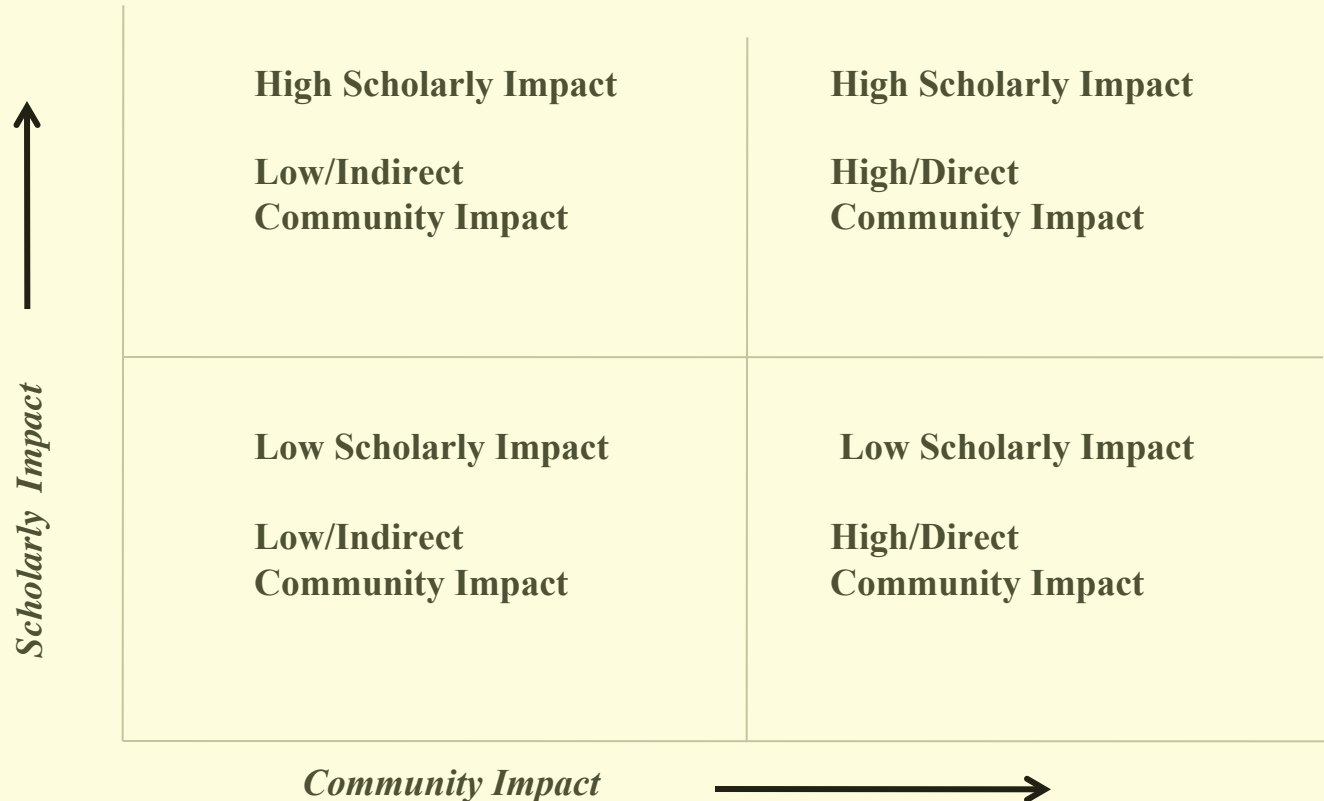 High Scholarly Impact
Low/Indirect
Community Impact
High Scholarly Impact
High/Direct
Community Impact
Low Scholarly Impact
Low/Indirect
Community Impact
Low Scholarly Impact
High/Direct
Community Impact
Scholarly Impact
Community Impact